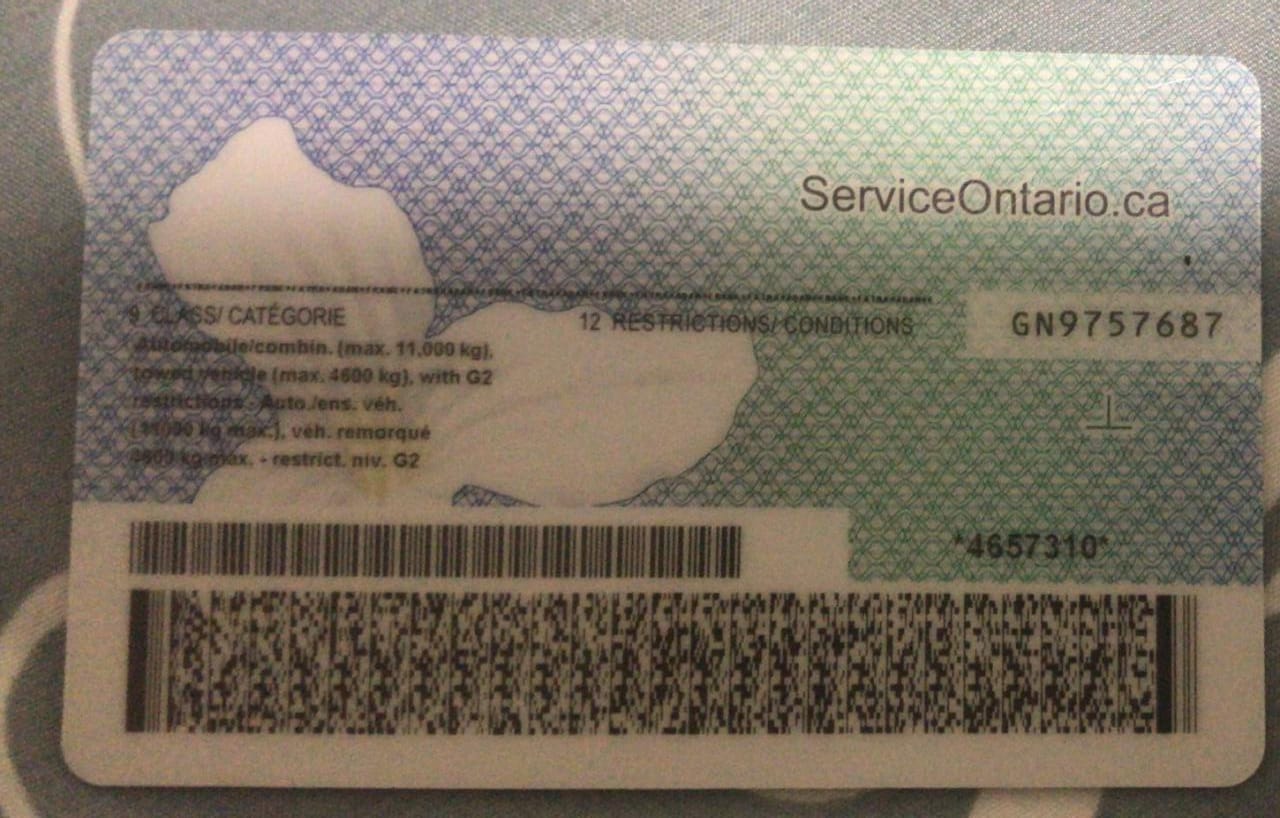 ServiceOntario.ca
9 CLASS/ CATÉGORIE
12 RESTRICTIONS/ CONDITIONS
GN9757687
Automobile/combin. (max. 11,000 kg),
towed vehicle (max. 4600 kg), with G2
restrictions - Auto./ens. véh.
(11000 kg max.), véh. remorqué
4600 kg max. - restrict. niv. G2
*4657310*